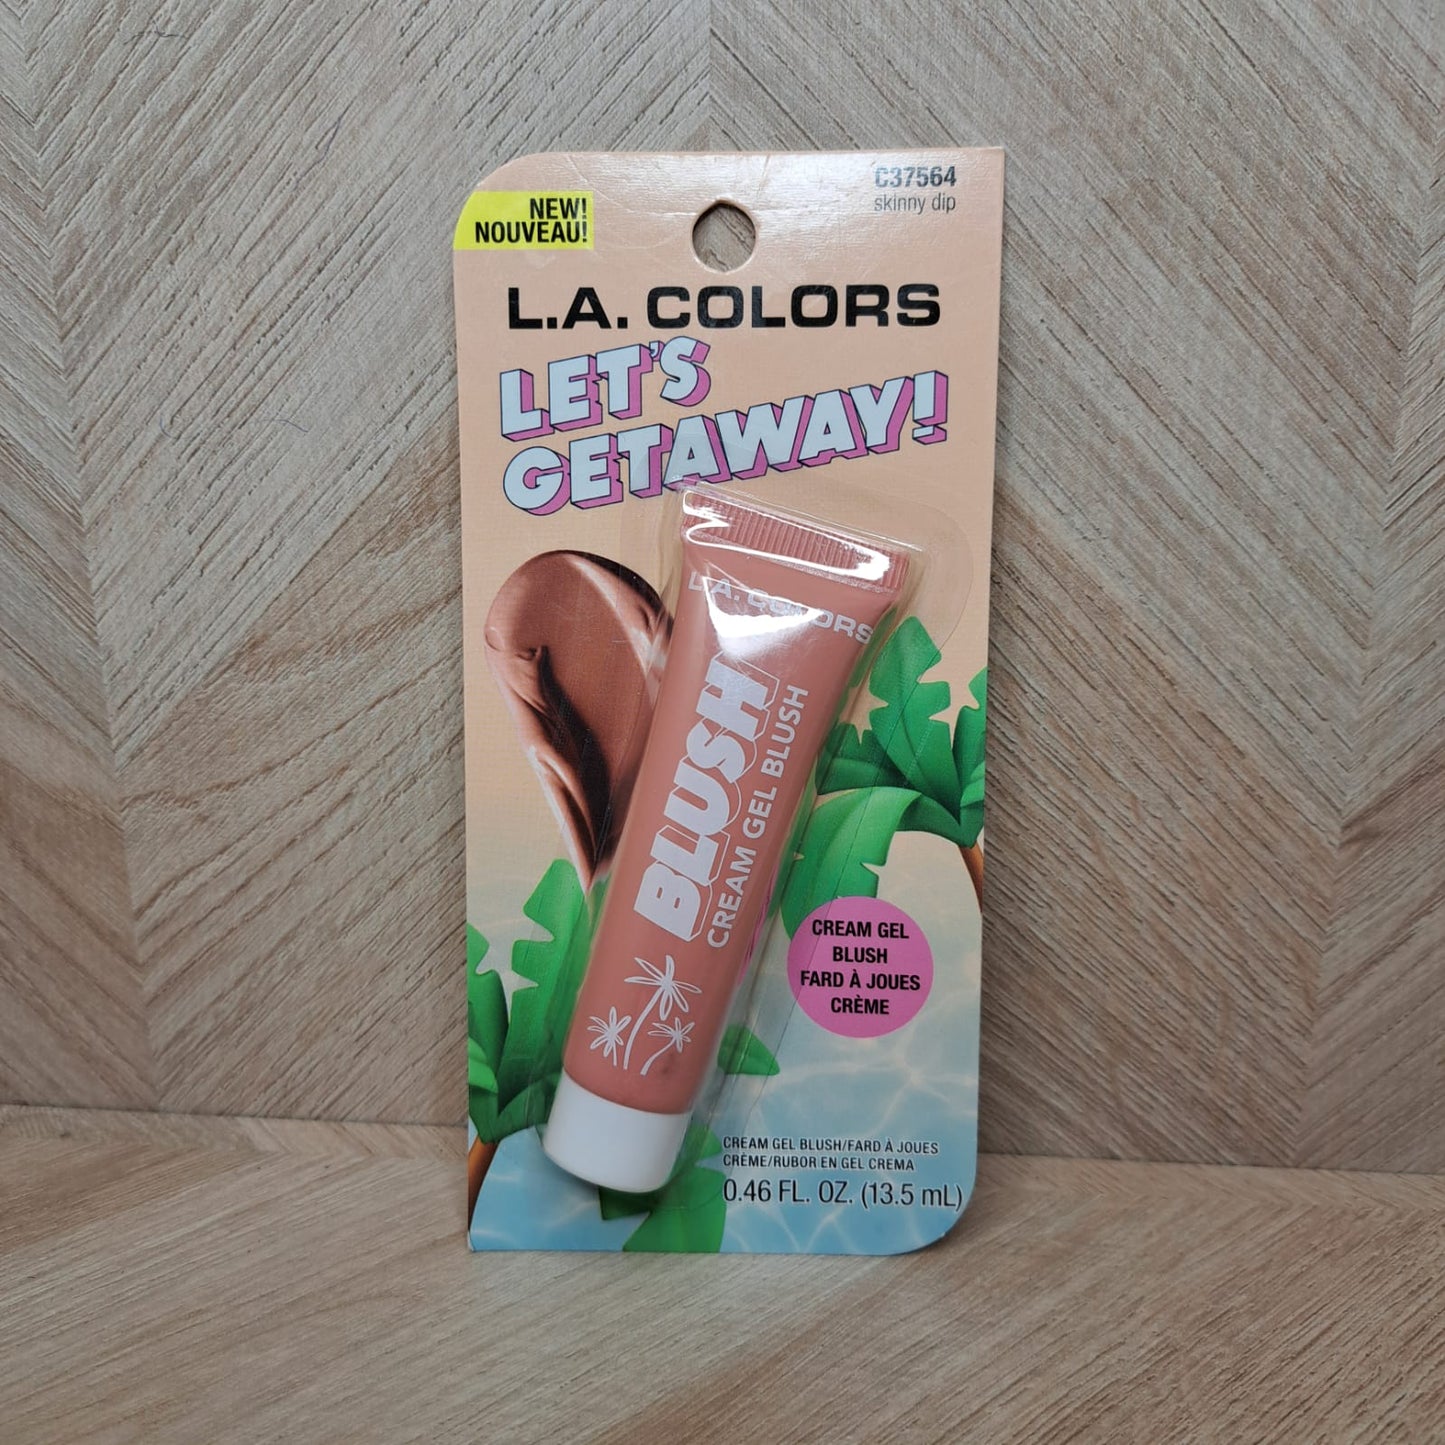 C37564
skinny dip
NEW!
NOUVEAU!
L.A. COLORS
LET'S
GETAWAY!
L.A. COLORS
BLUSH
CREAM GEL BLUSH
CREAM GEL
BLUSH
FARD À JOUES
CRÈME
CREAM GEL BLUSH/FARD À JOUES
CRÈME/RUBOR EN GEL CREMA
0.46 FL. OZ. (13.5 mL)